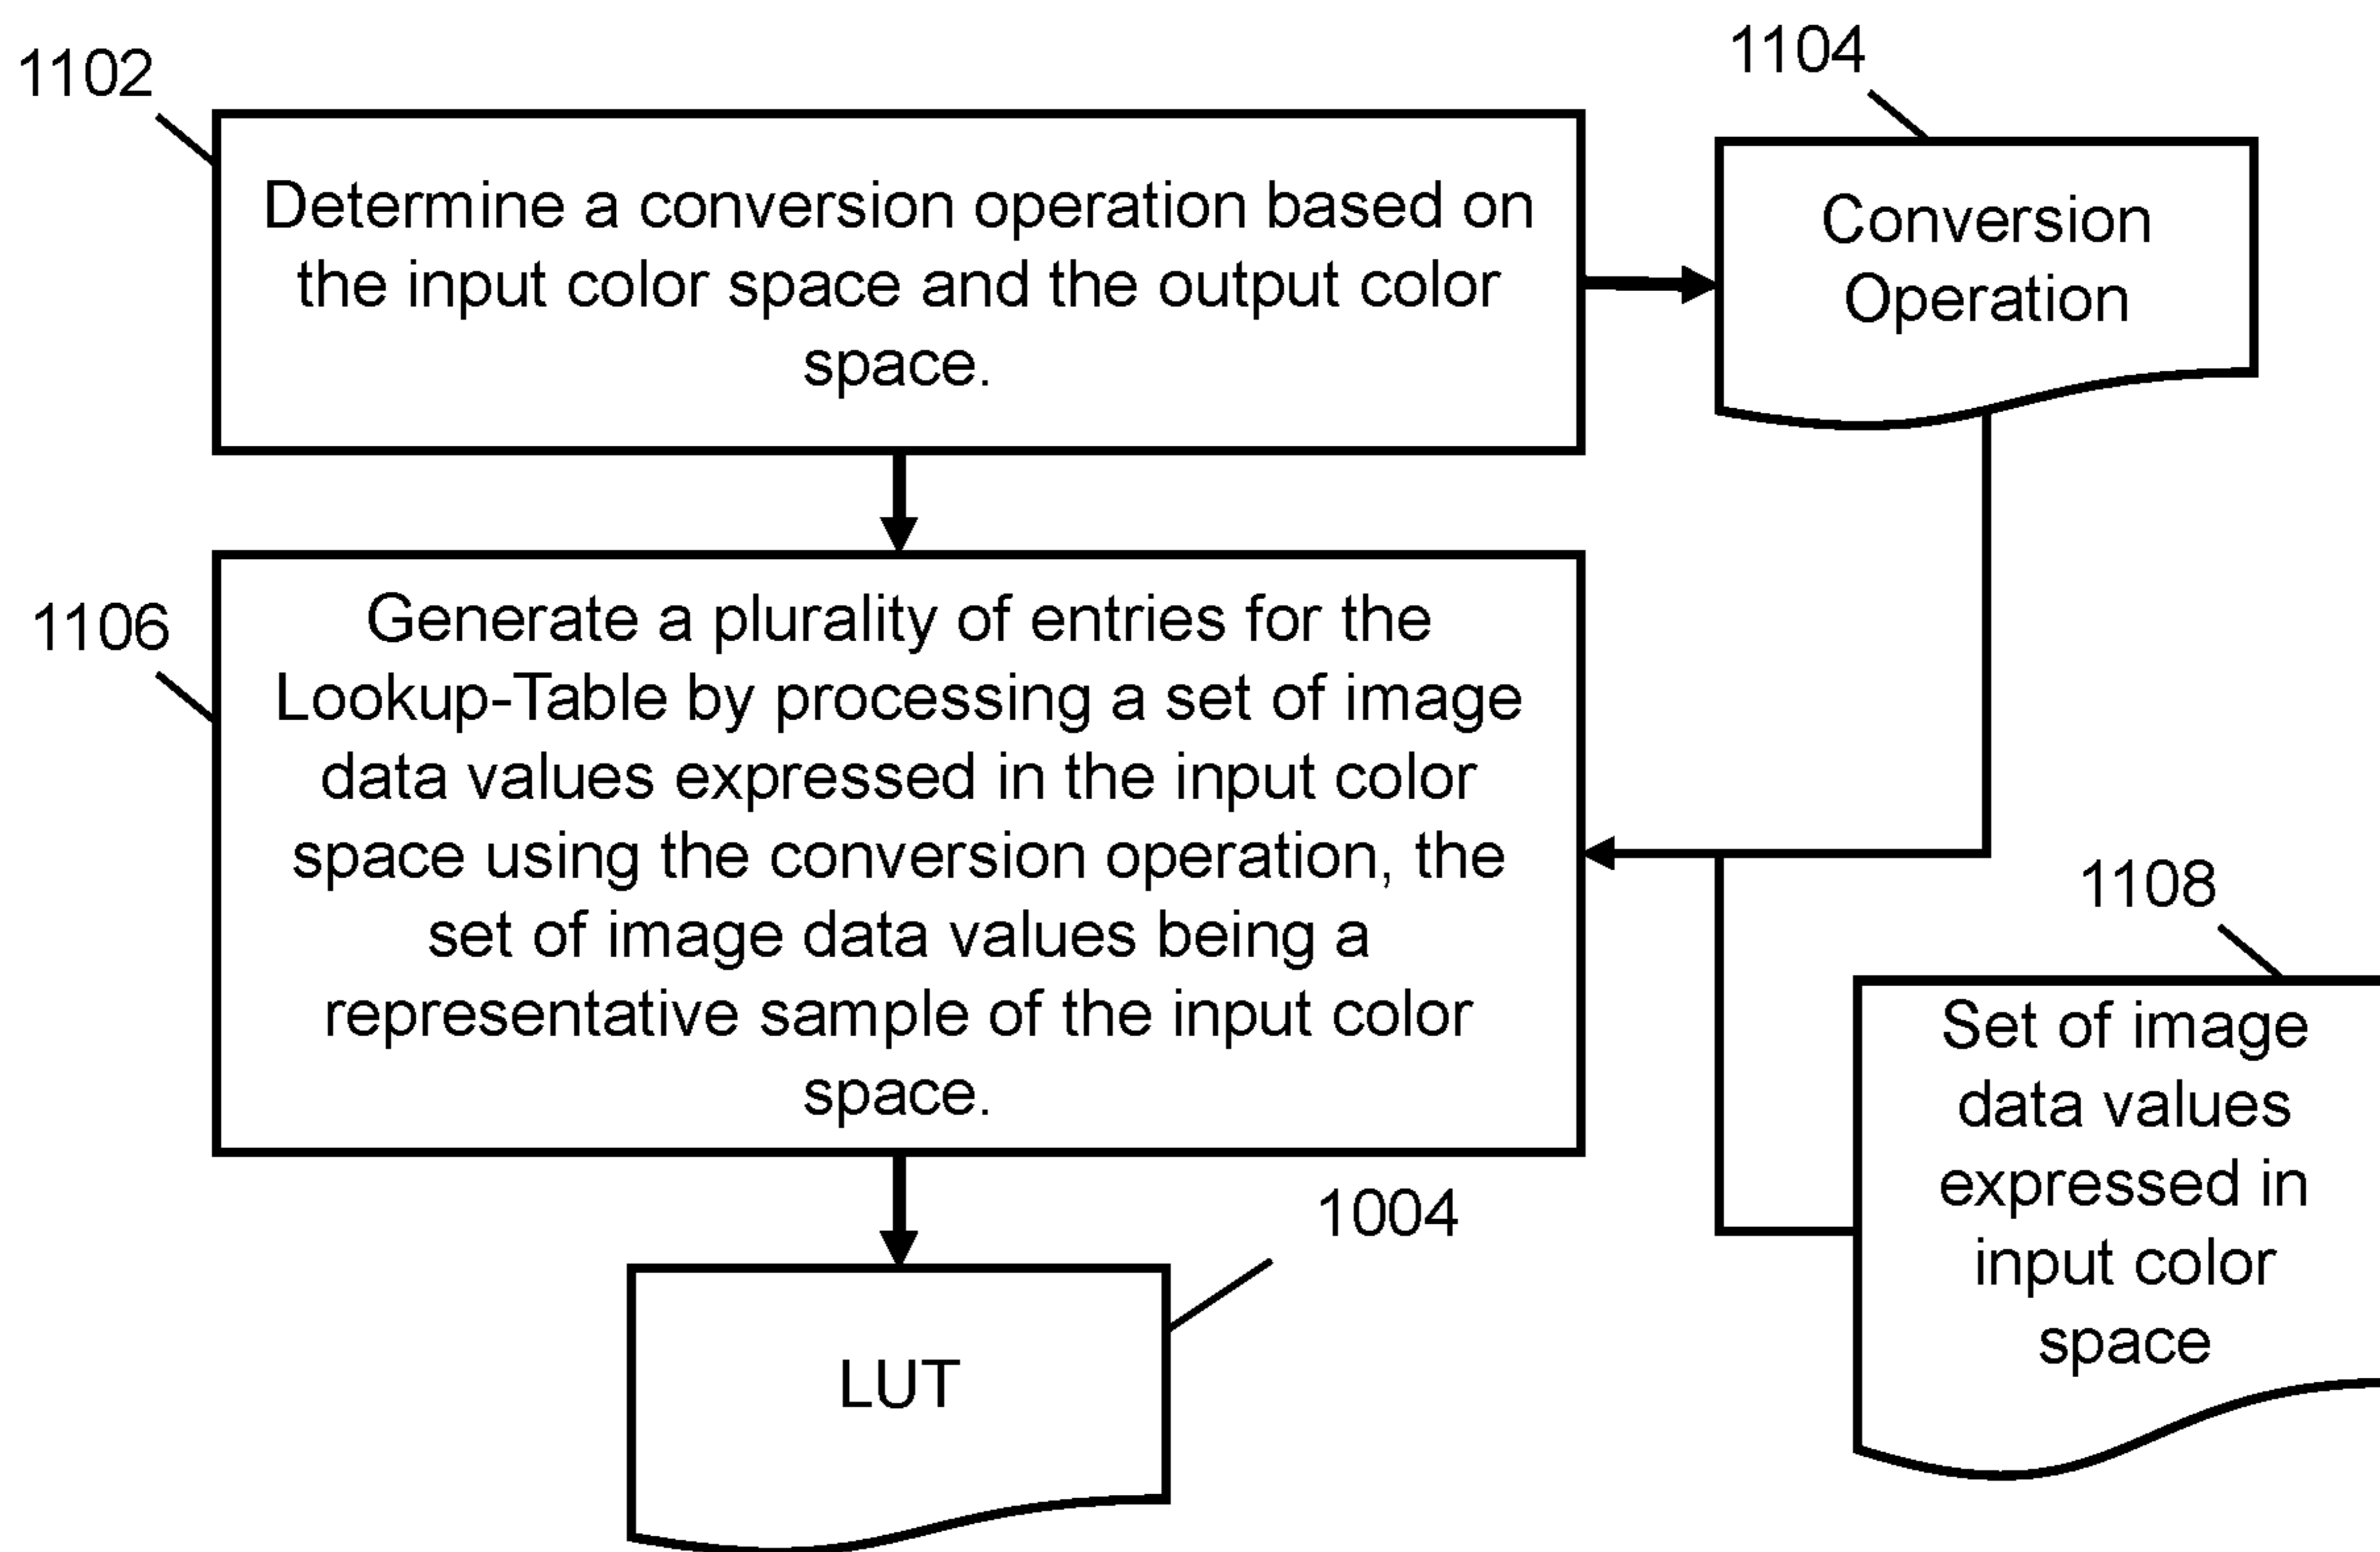 1102
Determine a conversion operation based on
the input color space and the output color
space.
1104
Conversion
Operation
1106
Generate a plurality of entries for the
Lookup-Table by processing a set of image
data values expressed in the input color
space using the conversion operation, the
set of image data values being a
representative sample of the input color
space.
1108
Set of image
data values
expressed in
input color
space
1004
LUT